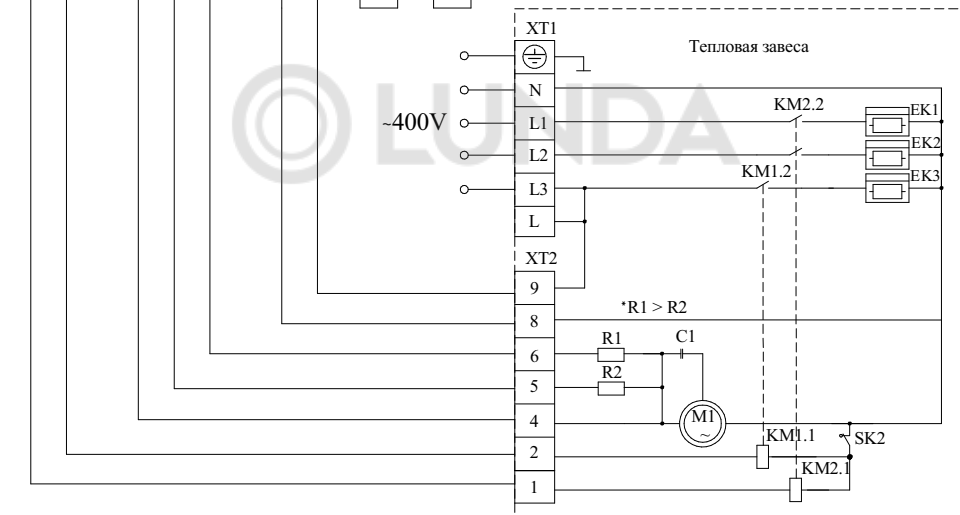 XT1
Тепловая завеса
N
KM2.2
EK1
~400V
L1
LUNDA
L2
EK2
KM1.2
L3
EK3
L
XT2
9
*R1 > R2
8
R1
C1
6
R2
5
M1
4
~
KM1.1
SK2
2
KM2.1
1